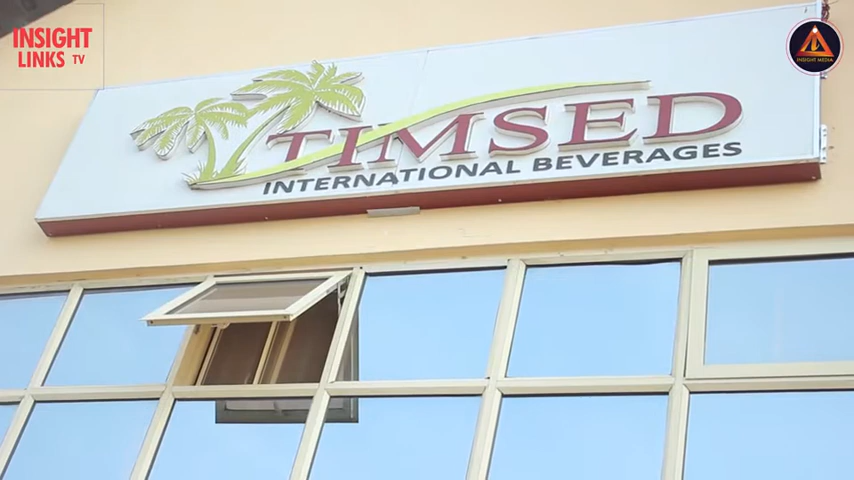 INSIGHT
LINKS TV
INSIGHT MEDIA
TIMSED
INTERNATIONAL BEVERAGES